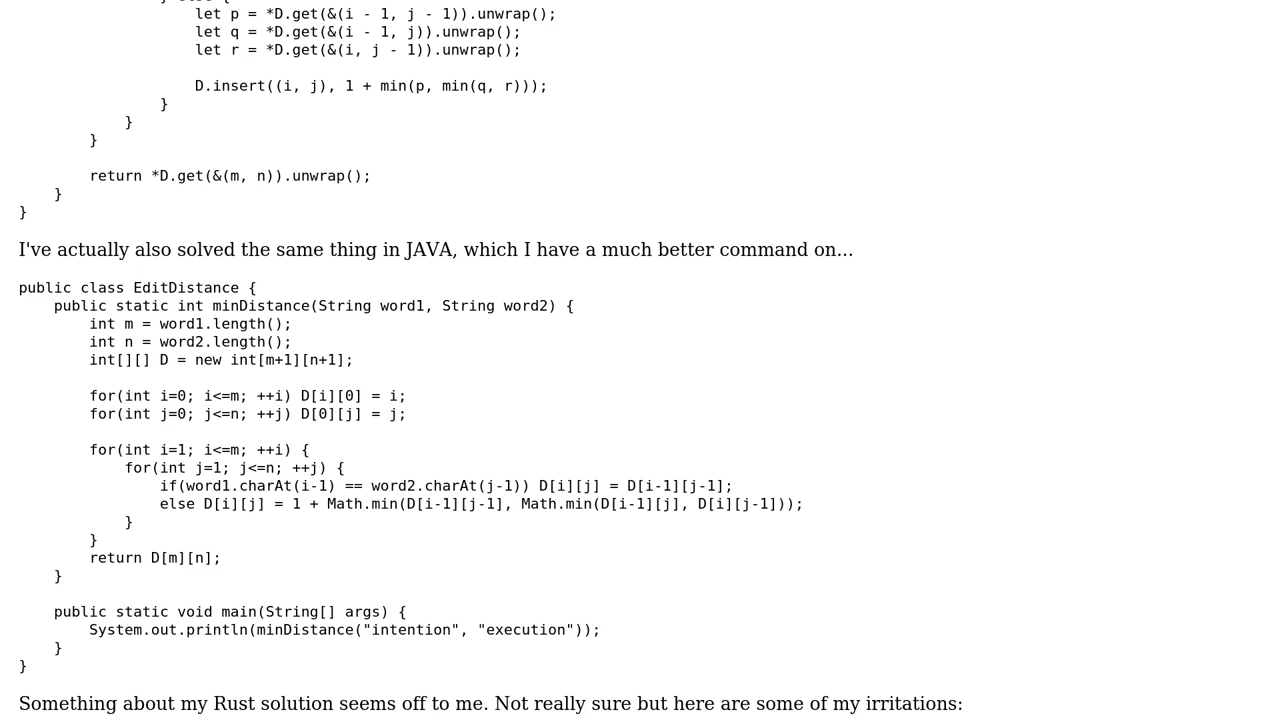 } else {
                    let p = *D.get(&(i - 1, j - 1)).unwrap();
                    let q = *D.get(&(i - 1, j)).unwrap();
                    let r = *D.get(&(i, j - 1)).unwrap();

                    D.insert((i, j), 1 + min(p, min(q, r)));
                }
            }
        }

        return *D.get(&(m, n)).unwrap();
    }
}
I've actually also solved the same thing in JAVA, which I have a much better command on...
public class EditDistance {
    public static int minDistance(String word1, String word2) {
        int m = word1.length();
        int n = word2.length();
        int[][] D = new int[m+1][n+1];

        for(int i=0; i<=m; ++i) D[i][0] = i;
        for(int j=0; j<=n; ++j) D[0][j] = j;

        for(int i=1; i<=m; ++i) {
            for(int j=1; j<=n; ++j) {
                if(word1.charAt(i-1) == word2.charAt(j-1)) D[i][j] = D[i-1][j-1];
                else D[i][j] = 1 + Math.min(D[i-1][j-1], Math.min(D[i-1][j], D[i][j-1]));
            }
        }
        return D[m][n];
    }

    public static void main(String[] args) {
        System.out.println(minDistance("intention", "execution"));
    }
}
Something about my Rust solution seems off to me. Not really sure but here are some of my irritations: